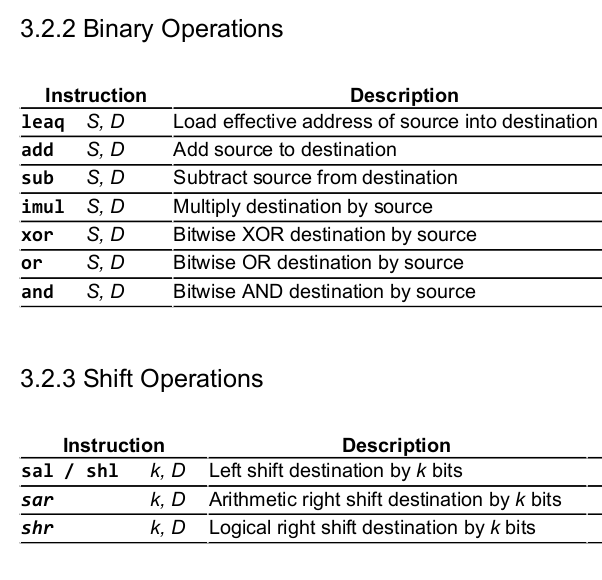 3.2.2 Binary Operations
Instruction Description
leaq S, D Load effective address of source into destination
add S, D Add source to destination
sub S, D Subtract source from destination
imul S, D Multiply destination by source
xor S, D Bitwise XOR destination by source
or S, D Bitwise OR destination by source
and S, D Bitwise AND destination by source
3.2.3 Shift Operations
Instruction Description
sal / shl k, D Left shift destination by k bits
sar k, D Arithmetic right shift destination by k bits
shr k, D Logical right shift destination by k bits